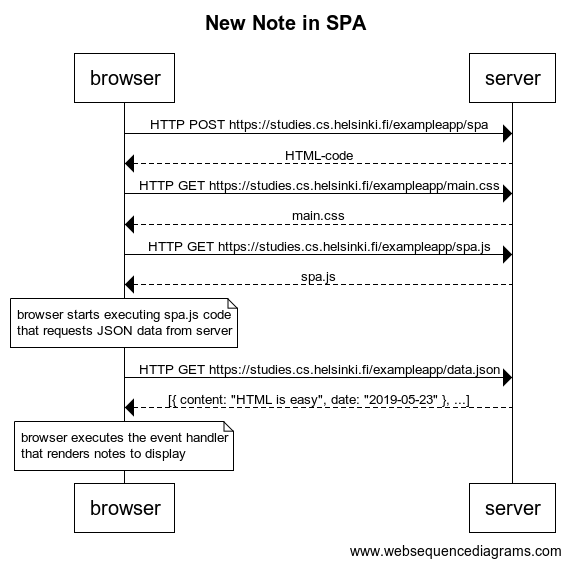 New Note in SPA
browser
server
HTTP POST https://studies.cs.helsinki.fi/exampleapp/spa
HTML-code
HTTP GET https://studies.cs.helsinki.fi/exampleapp/main.css
main.css
HTTP GET https://studies.cs.helsinki.fi/exampleapp/spa.js
spa.js
browser starts executing spa.js code
that requests JSON data from server
HTTP GET https://studies.cs.helsinki.fi/exampleapp/data.json
[{ content: "HTML is easy", date: "2019-05-23" }, ...]
browser executes the event handler
that renders notes to display
browser
server
www.websequencediagrams.com